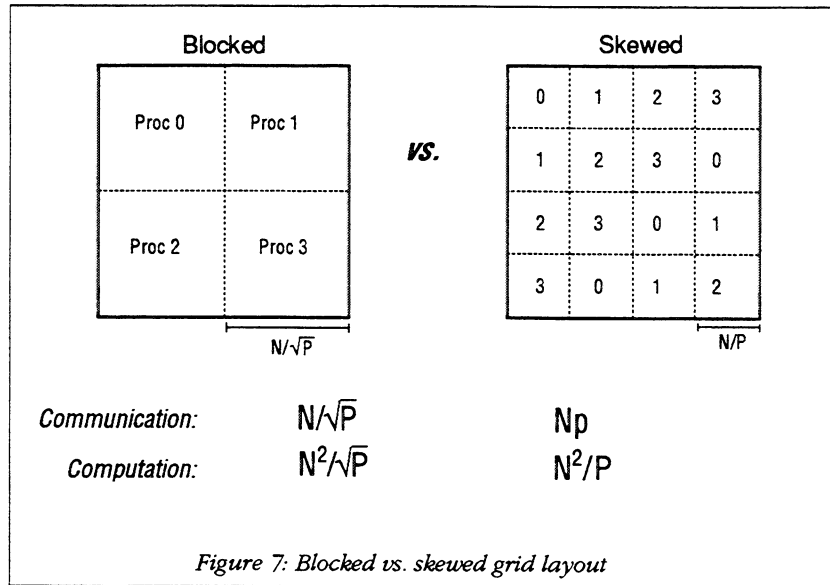 Blocked
Skewed
Proc 0 Proc 1
Proc 2 Proc 3
N/√P
vs.
0 1 2 3
1 2 3 0
2 3 0 1
3 0 1 2
N/P
Communication: N/√P Np
Computation: N²/√P N²/P
Figure 7: Blocked vs. skewed grid layout